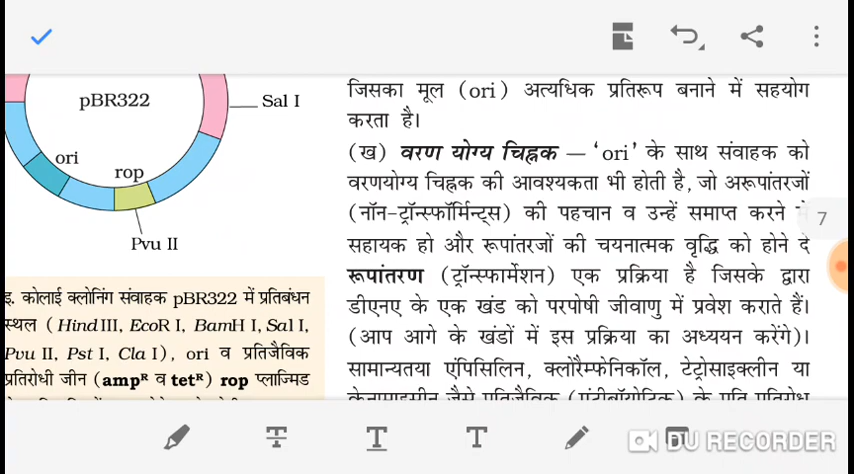 pBR322
Sal I
ori
rop
Pvu II
इ. कोलाई क्लोनिंग संवाहक pBR322 में प्रतिबंधन
स्थल (Hind III, EcoR I, BamH I, Sal I,
Pvu II, Pst I, Cla I), ori व प्रतिजैविक
प्रतिरोधी जीन (ampᴿ व tetᴿ) rop प्लाज्मिड
जिसका मूल (ori) अत्यधिक प्रतिरूप बनाने में सहयोग
करता है।
(ख) वरण योग्य चिह्नक — ‘ori’ के साथ संवाहक को
वरणयोग्य चिह्नक की आवश्यकता भी होती है, जो अरूपांतरजों
(नॉन-ट्रॉन्स्फॉर्मिन्ट्स) की पहचान व उन्हें समाप्त करने
सहायक हो और रूपांतरजों की चयनात्मक वृद्धि को होने दे
रूपांतरण (ट्रॉन्स्फार्मेशन) एक प्रक्रिया है जिसके द्वारा
डीएनए के एक खंड को परपोषी जीवाणु में प्रवेश कराते हैं।
(आप आगे के खंडों में इस प्रक्रिया का अध्ययन करेंगे)।
सामान्यतया एंपिसिलिन, क्लोरैम्फेनिकॉल, टेट्रोसाइक्लीन या
केनामाइसीन जैसे प्रतिजैविक (एंटीबॉयोटिक) के प्रति प्रतिरोध
7
DU RECORDER